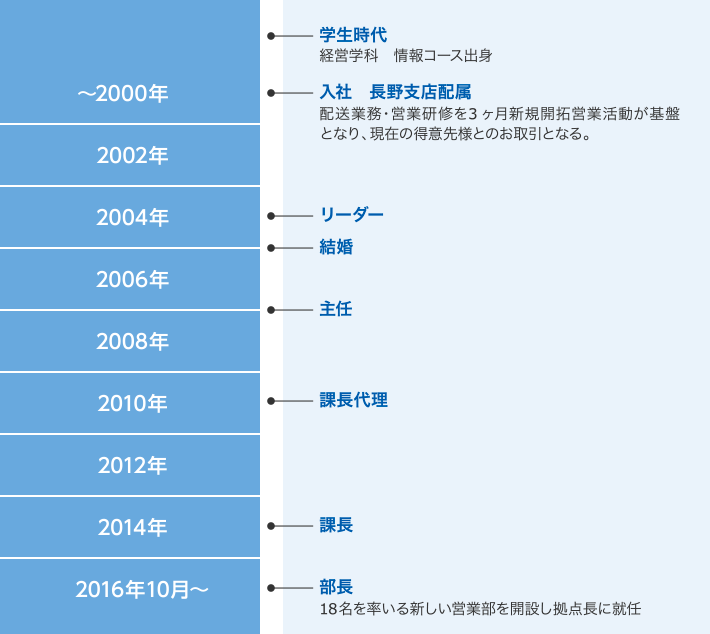 学生時代
経営学科　情報コース出身
～2000年
入社　長野支店配属
配送業務・営業研修を3ヶ月新規開拓営業活動が基盤
となり、現在の得意先様とのお取引となる。
2002年
2004年
リーダー
結婚
2006年
主任
2008年
2010年
課長代理
2012年
2014年
課長
2016年10月～
部長
18名を率いる新しい営業部を開設し拠点長に就任